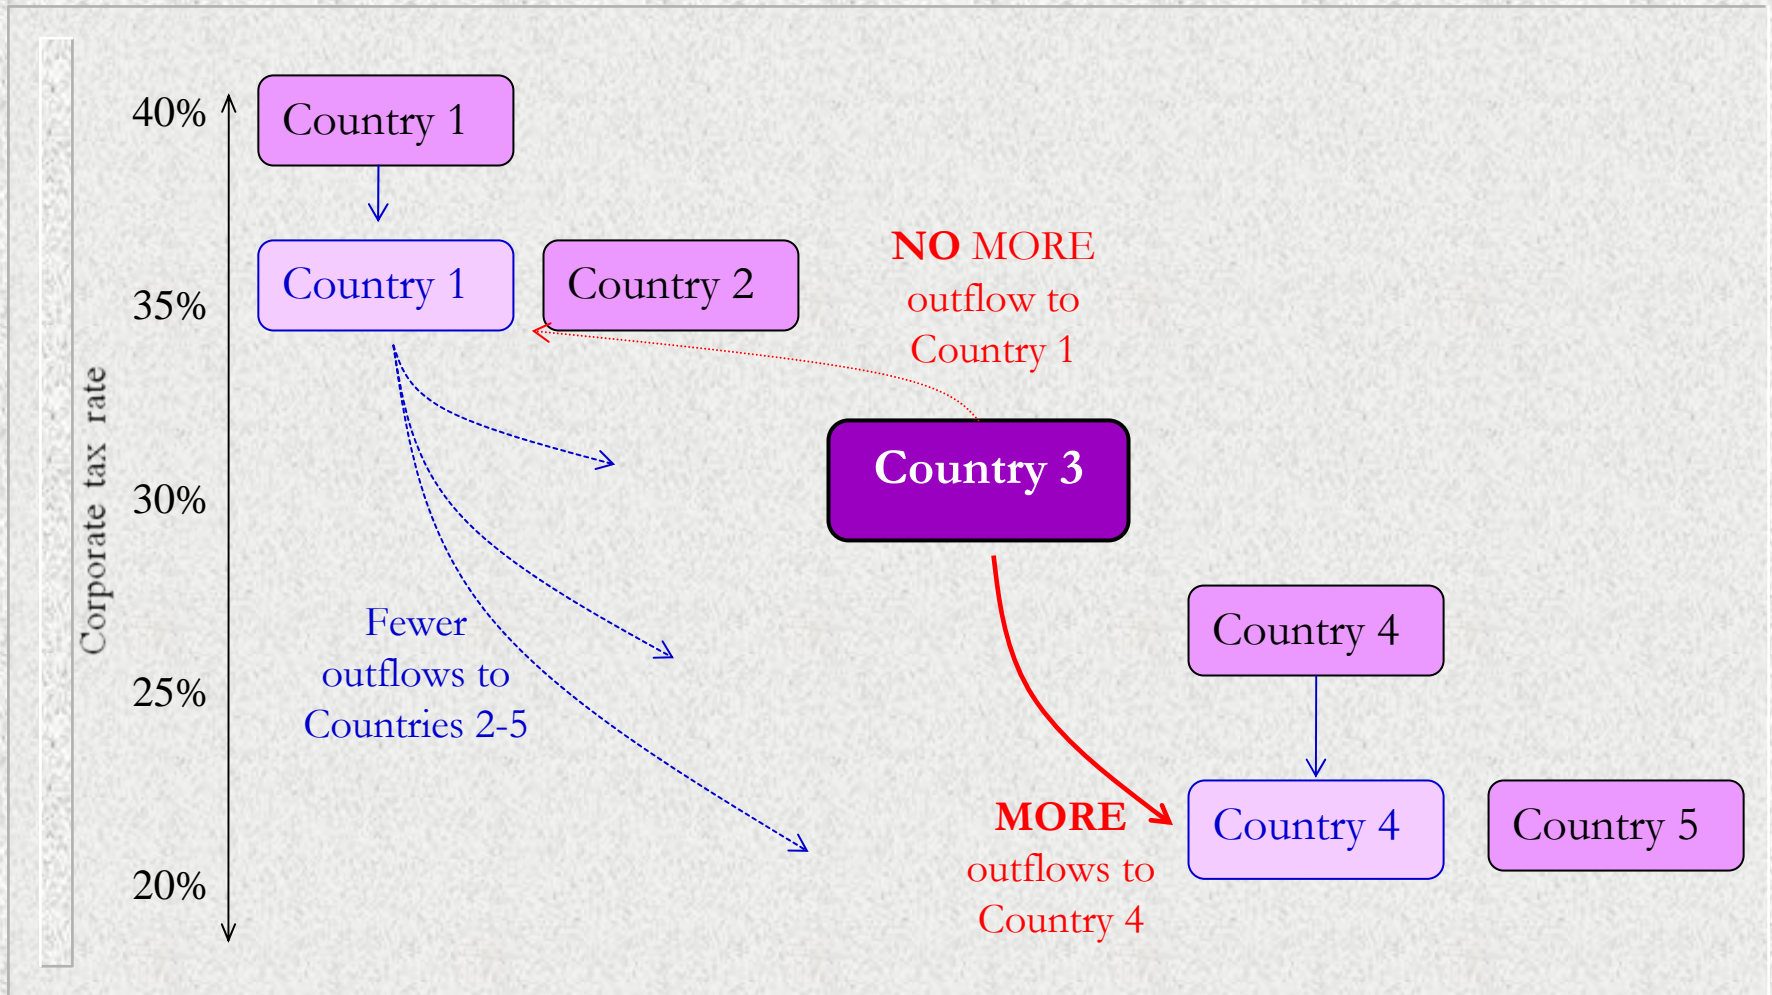 40%
Country 1
35%
Country 1
Country 2
NO MORE
outflow to
Country 1
Corporate tax rate
30%
Country 3
25%
Fewer
outflows to
Countries 2-5
Country 4
20%
MORE
outflows to
Country 4
Country 4
Country 5